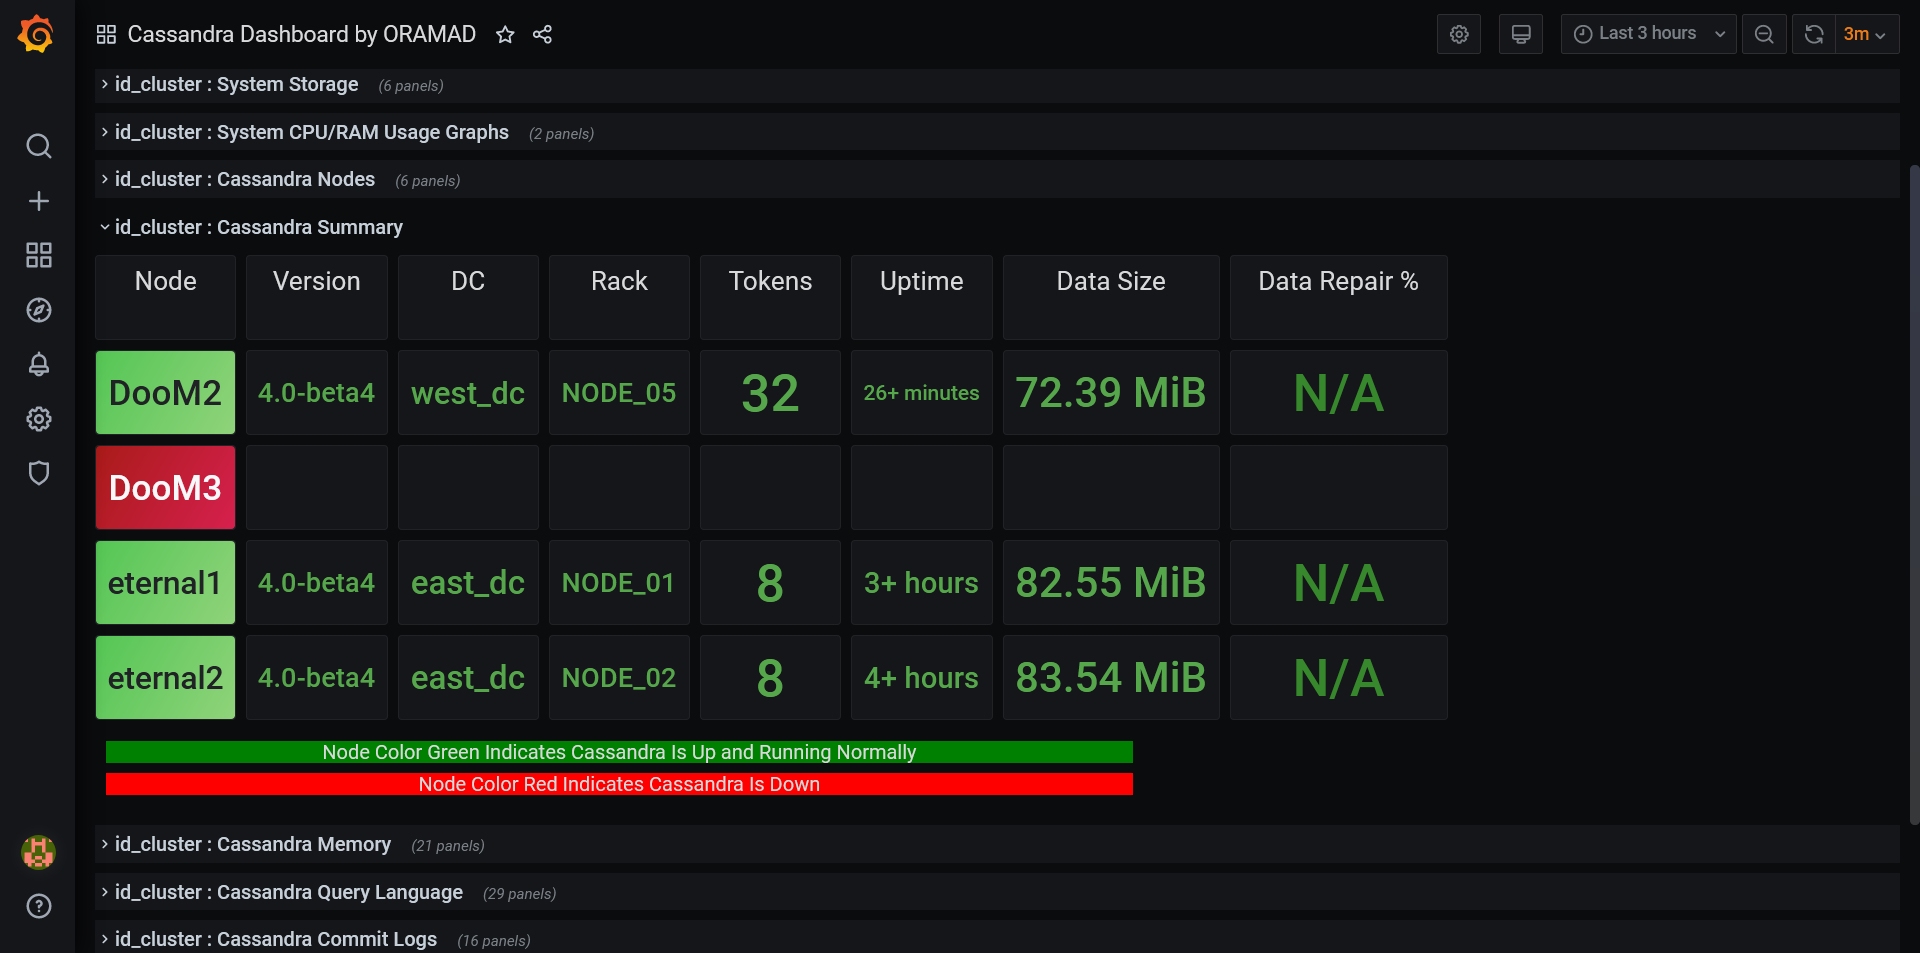 Cassandra Dashboard by ORAMAD
Last 3 hours
3m
id_cluster : System Storage (6 panels)
id_cluster : System CPU/RAM Usage Graphs (2 panels)
id_cluster : Cassandra Nodes (6 panels)
id_cluster : Cassandra Summary
Node Version DC Rack Tokens Uptime Data Size Data Repair %
DooM2 4.0-beta4 west_dc NODE_05 32 26+ minutes 72.39 MiB N/A
DooM3
eternal1 4.0-beta4 east_dc NODE_01 8 3+ hours 82.55 MiB N/A
eternal2 4.0-beta4 east_dc NODE_02 8 4+ hours 83.54 MiB N/A
Node Color Green Indicates Cassandra Is Up and Running Normally
Node Color Red Indicates Cassandra Is Down
id_cluster : Cassandra Memory (21 panels)
id_cluster : Cassandra Query Language (29 panels)
id_cluster : Cassandra Commit Logs (16 panels)